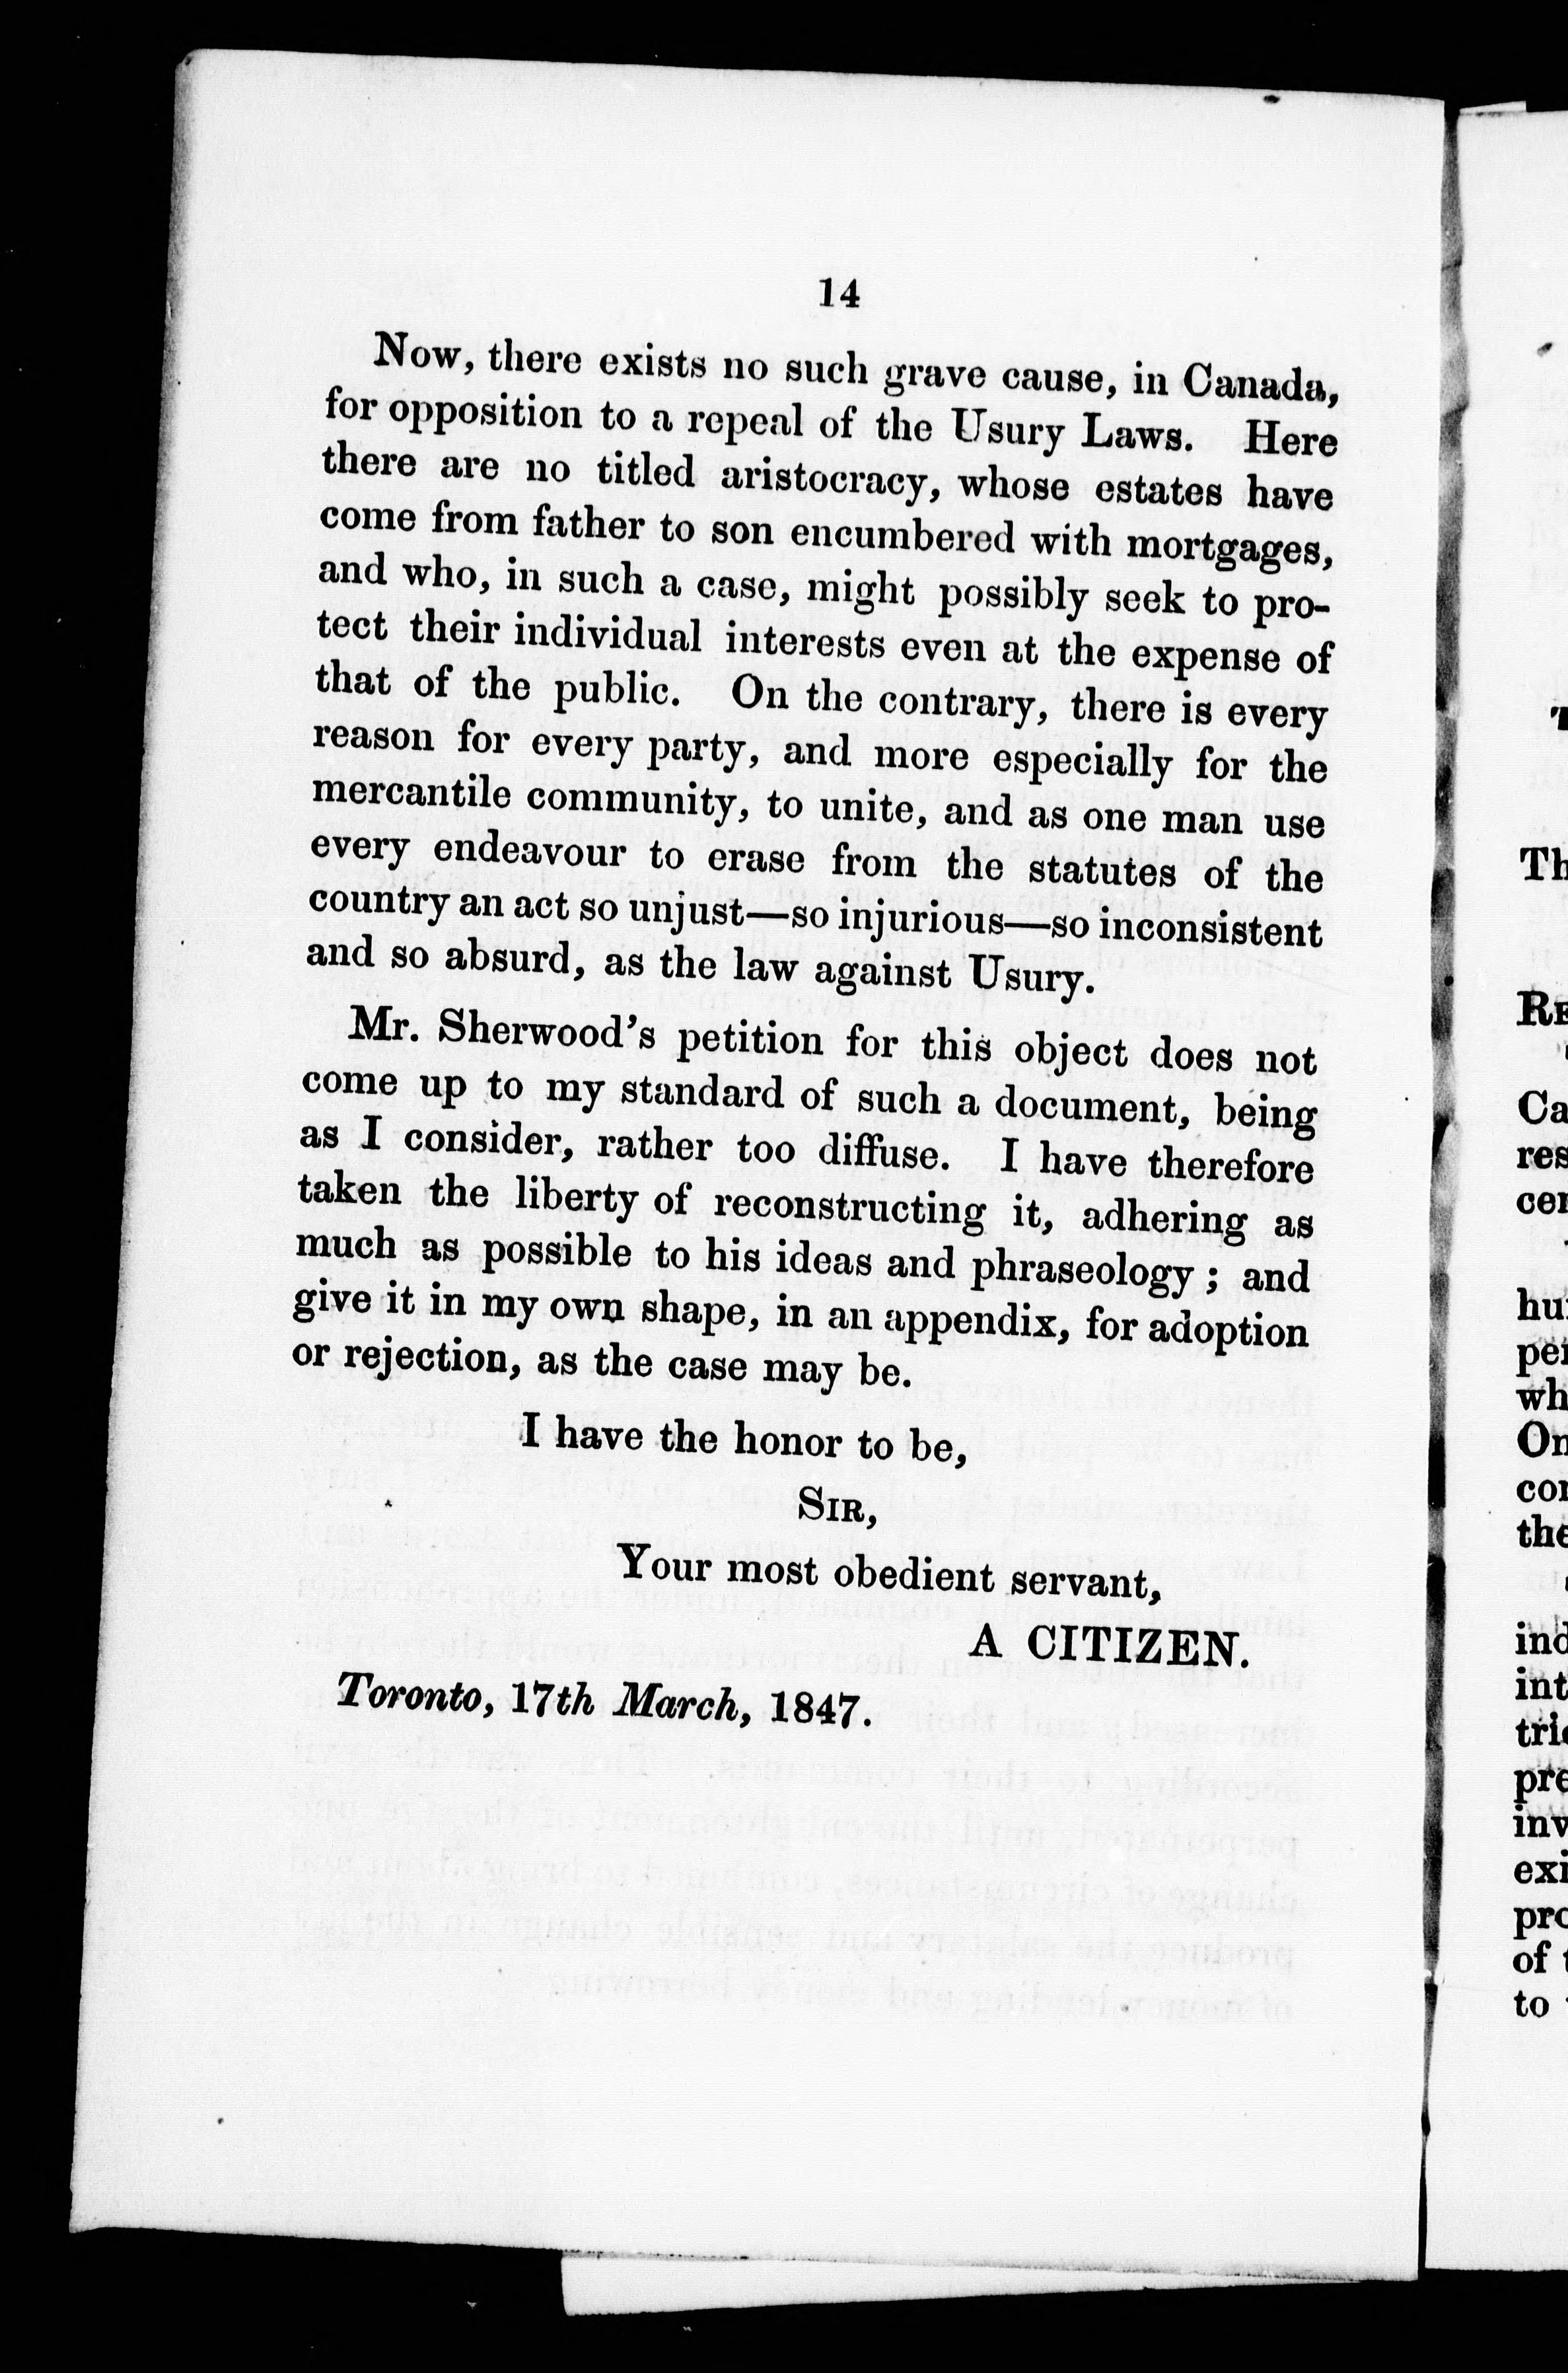 14
Now, there exists no such grave cause, in Canada,
for opposition to a repeal of the Usury Laws. Here
there are no titled aristocracy, whose estates have
come from father to son encumbered with mortgages,
and who, in such a case, might possibly seek to pro-
tect their individual interests even at the expense of
that of the public. On the contrary, there is every
reason for every party, and more especially for the
mercantile community, to unite, and as one man use
every endeavour to erase from the statutes of the
country an act so unjust—so injurious—so inconsistent
and so absurd, as the law against Usury.
Mr. Sherwood's petition for this object does not
come up to my standard of such a document, being
as I consider, rather too diffuse. I have therefore
taken the liberty of reconstructing it, adhering as
much as possible to his ideas and phraseology ; and
give it in my own shape, in an appendix, for adoption
or rejection, as the case may be.
I have the honor to be,
SIR,
Your most obedient servant,
A CITIZEN.
Toronto, 17th March, 1847.